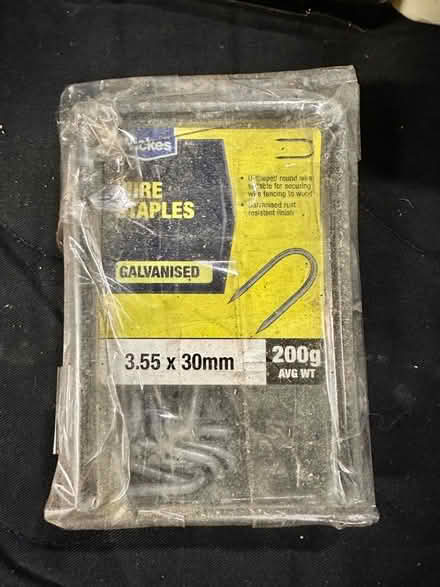 Wickes
WIRE
STAPLES
GALVANISED
• U-shaped round wire
suitable for securing
wire fencing to wood
• Galvanised rust
resistant finish
3.55 x 30mm
200g
AVG WT